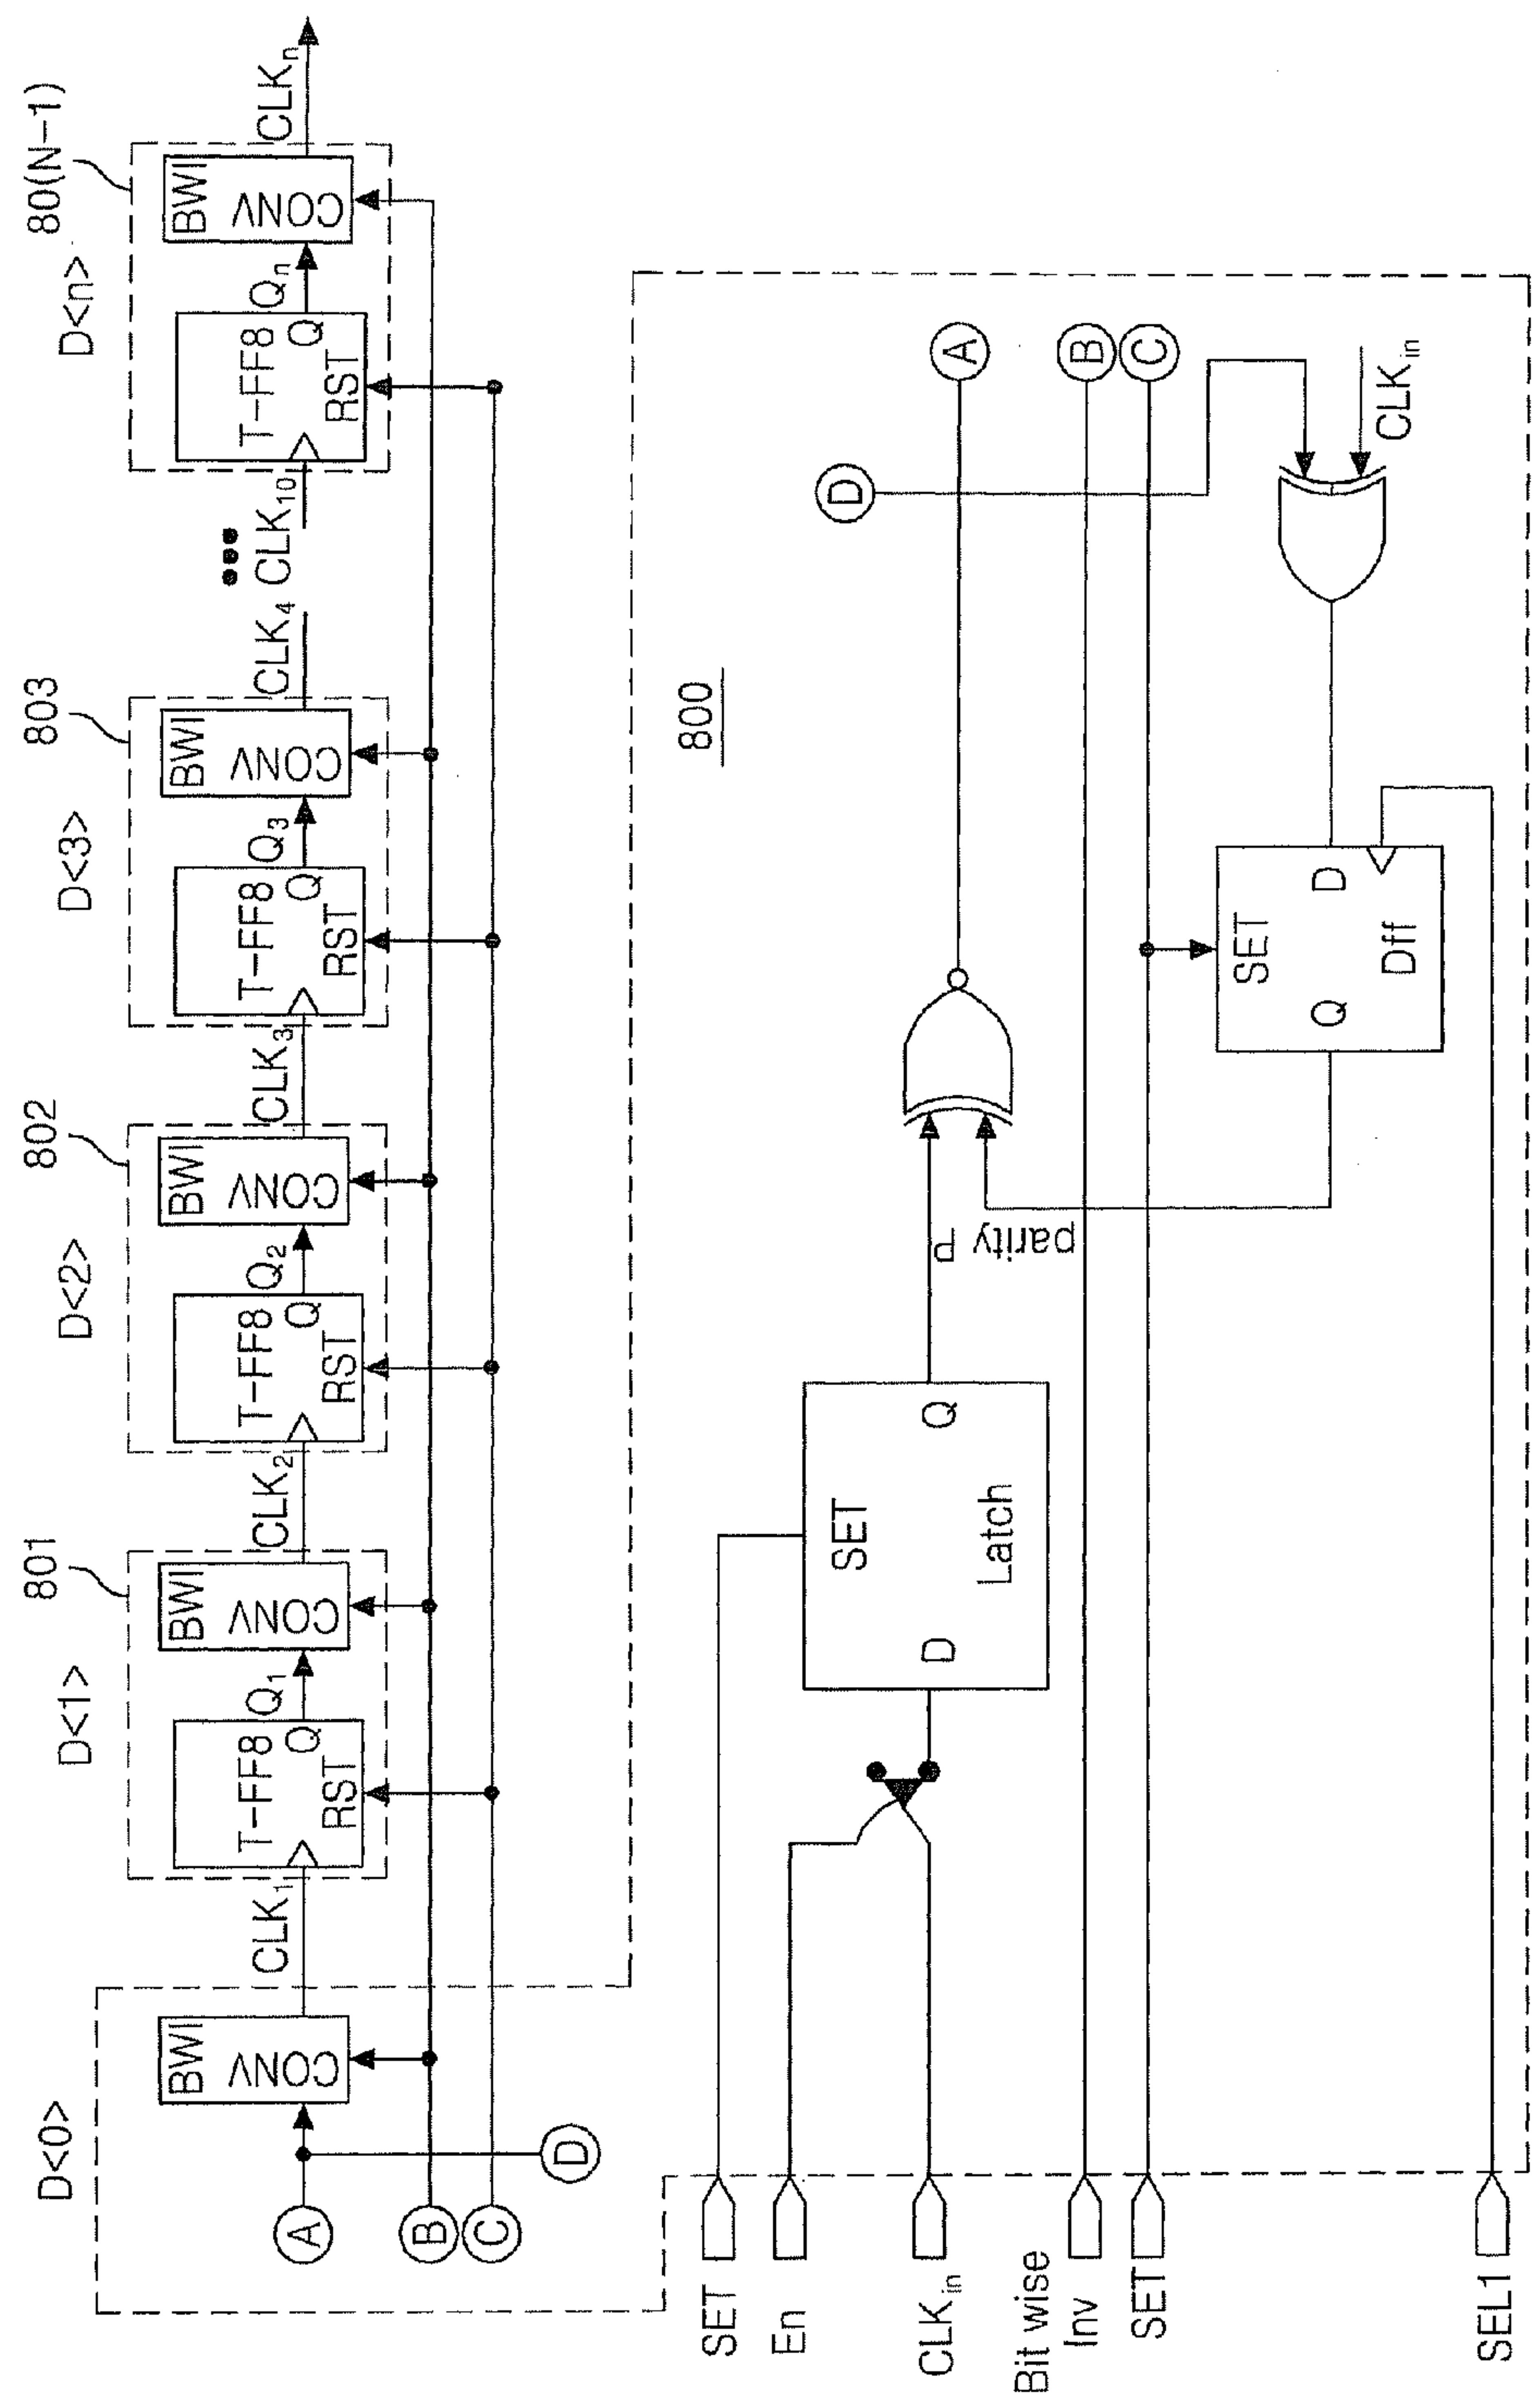 D<0>
D<1>
D<2>
D<3>
D<n>
801
802
803
80(N-1)
BWI
CONV
CLK1
T-FF8
Q
RST
Q1
BWI
CONV
CLK2
T-FF8
Q
RST
Q2
BWI
CONV
CLK3
T-FF8
Q
RST
Q3
BWI
CONV
CLK4
CLK10
T-FF8
Q
RST
Qn
BWI
CONV
CLKn
A
B
C
D
800
SET
En
CLKin
Bit wise
Inv
SET
SEL1
SET
D
Q
Latch
parity P
SET
Q
D
Dff
D
A
B
C
CLKin